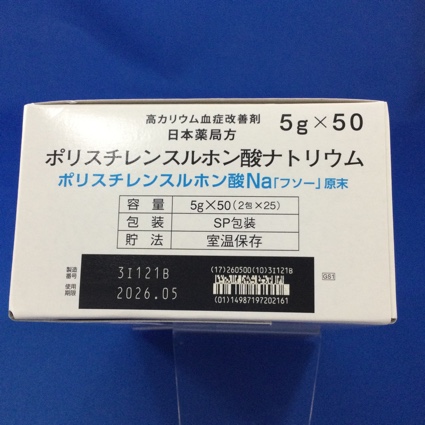 高カリウム血症改善剤
日本薬局方
5g×50
ポリスチレンスルホン酸ナトリウム
ポリスチレンスルホン酸Na「フソー」原末
容量 5g×50(2包×25)
包装 SP包装
貯法 室温保存
製造番号 3I121B
使用期限 2026.05
(17)260500(10)3I121B
(01)14987197202161
GS1